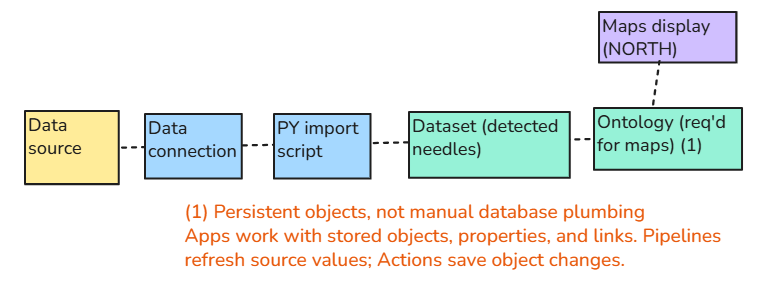 Maps display
(NORTH)
Data
source
Data
connection
PY import
script
Dataset (detected
needles)
Ontology (req'd
for maps) (1)
(1) Persistent objects, not manual database plumbing
Apps work with stored objects, properties, and links. Pipelines
refresh source values; Actions save object changes.